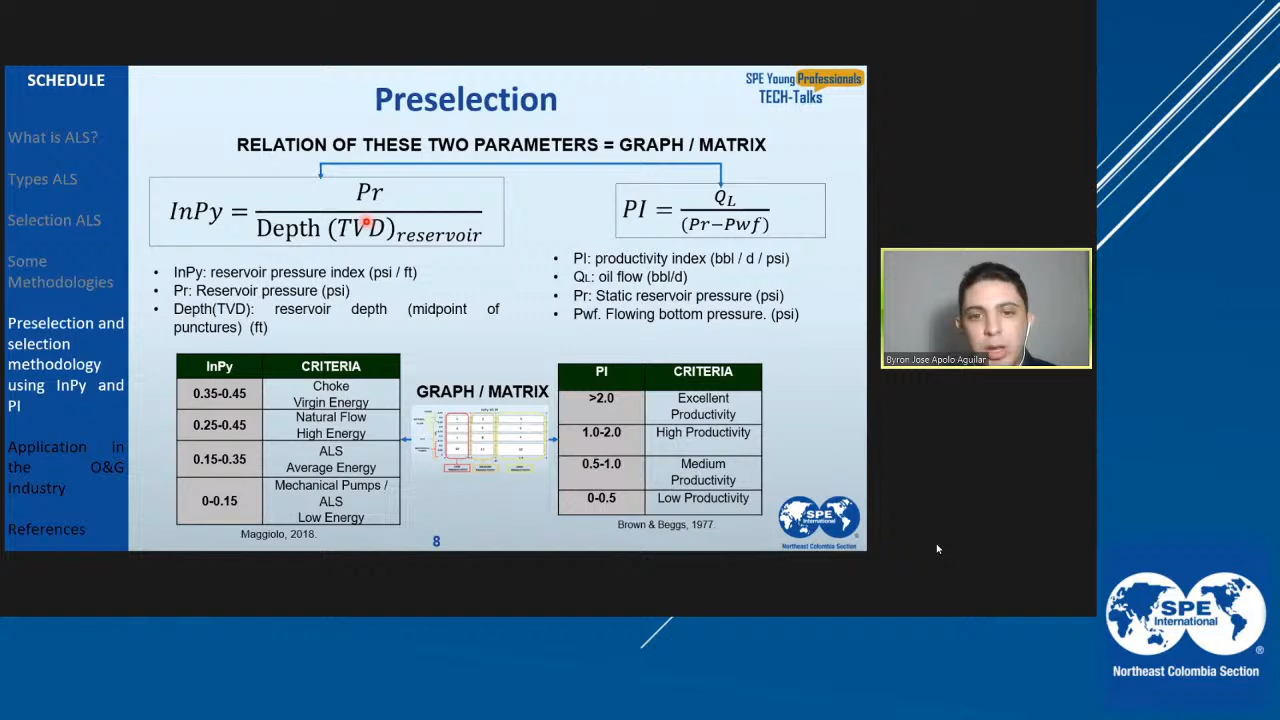 SCHEDULE
What is ALS?
Types ALS
Selection ALS
Some
Methodologies
Preselection and
selection
methodology
using InPy and
PI
Application in
the O&G
Industry
References
Preselection
SPE Young Professionals
TECH-Talks
RELATION OF THESE TWO PARAMETERS = GRAPH / MATRIX
InPy = Pr / Depth (TVD)reservoir
PI = QL / (Pr−Pwf)
• InPy: reservoir pressure index (psi / ft)
• Pr: Reservoir pressure (psi)
• Depth(TVD): reservoir depth (midpoint of
punctures) (ft)
• PI: productivity index (bbl / d / psi)
• QL: oil flow (bbl/d)
• Pr: Static reservoir pressure (psi)
• Pwf. Flowing bottom pressure. (psi)
InPy CRITERIA
0.35-0.45 Choke
Virgin Energy
0.25-0.45 Natural Flow
High Energy
0.15-0.35 ALS
Average Energy
0-0.15 Mechanical Pumps /
ALS
Low Energy
Maggiolo, 2018.
GRAPH / MATRIX
PI CRITERIA
>2.0 Excellent
Productivity
1.0-2.0 High Productivity
0.5-1.0 Medium
Productivity
0-0.5 Low Productivity
Brown & Beggs, 1977.
8
SPE
International
Northeast Colombia Section
Byron Jose Apolo Aguilar
SPE
International
®
Northeast Colombia Section